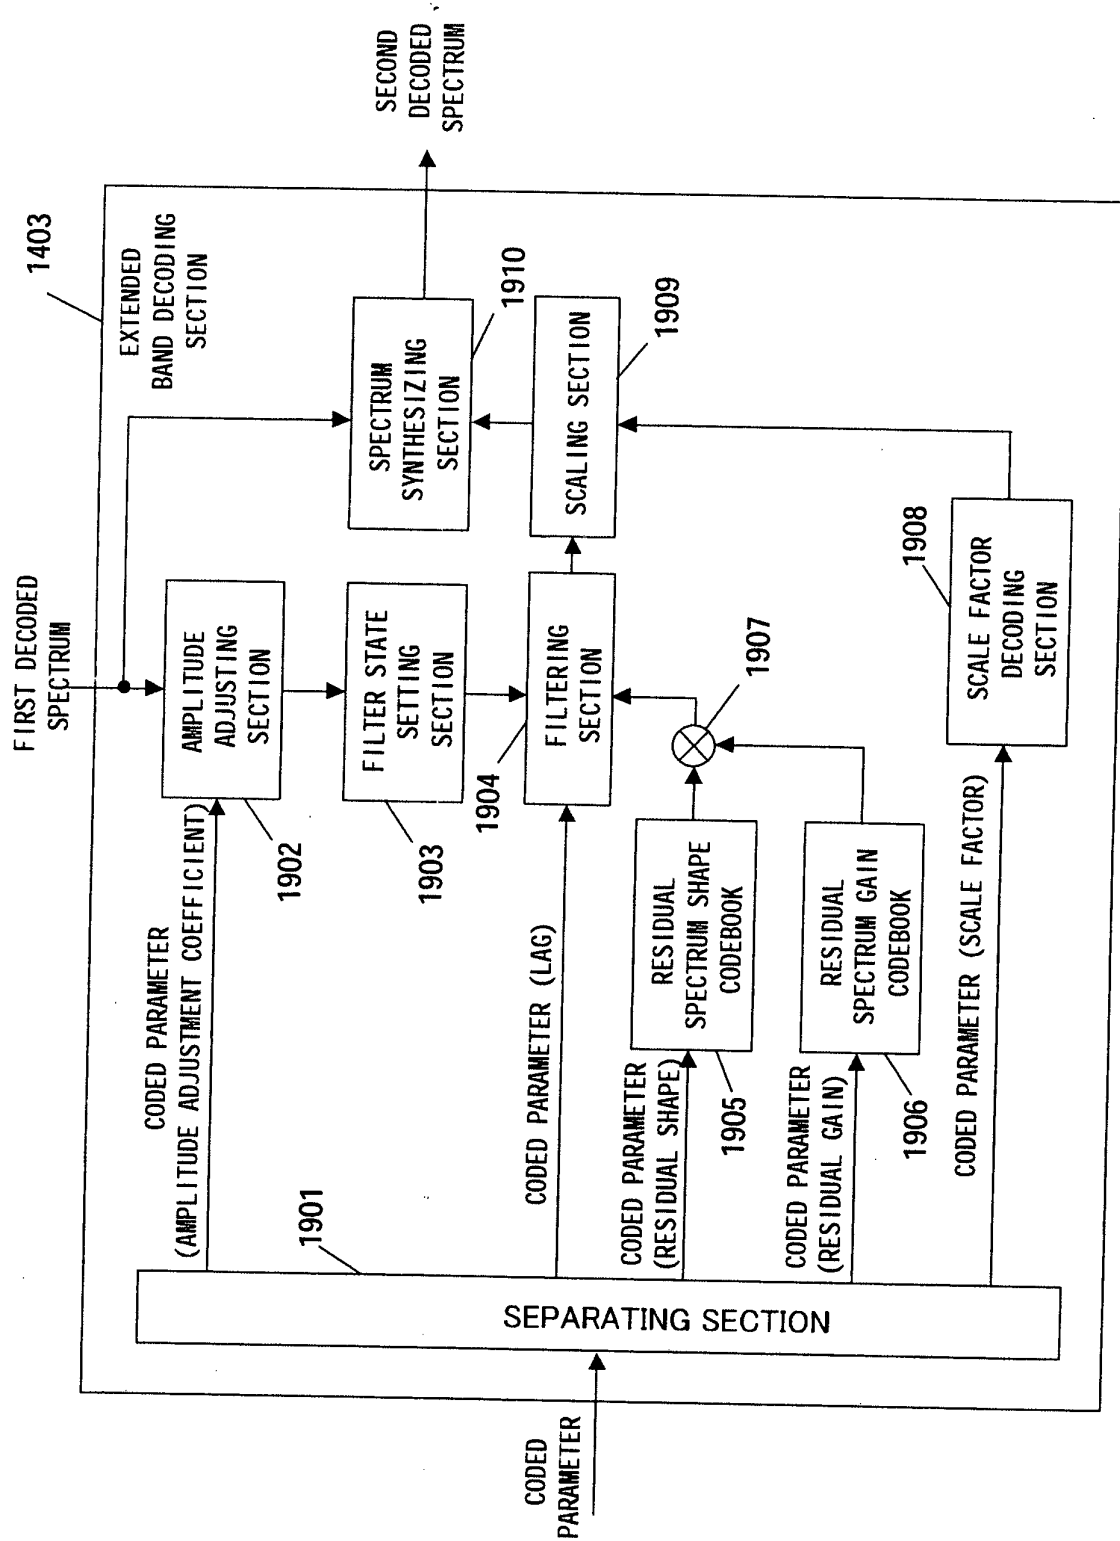 1403
FIRST DECODED
SPECTRUM
EXTENDED
BAND DECODING
SECTION
SECOND
DECODED
SPECTRUM
CODED PARAMETER
(AMPLITUDE ADJUSTMENT COEFFICIENT)
AMPLITUDE
ADJUSTING
SECTION
1902
FILTER STATE
SETTING
SECTION
1903
SPECTRUM
SYNTHESIZING
SECTION
1910
1901
CODED PARAMETER (LAG)
1904
FILTERING
SECTION
SCALING SECTION
1909
CODED
PARAMETER
SEPARATING SECTION
CODED PARAMETER
(RESIDUAL SHAPE)
RESIDUAL
SPECTRUM SHAPE
CODEBOOK
1905
1907
CODED PARAMETER
(RESIDUAL GAIN)
RESIDUAL
SPECTRUM GAIN
CODEBOOK
1906
CODED PARAMETER (SCALE FACTOR)
1908
SCALE FACTOR
DECODING
SECTION